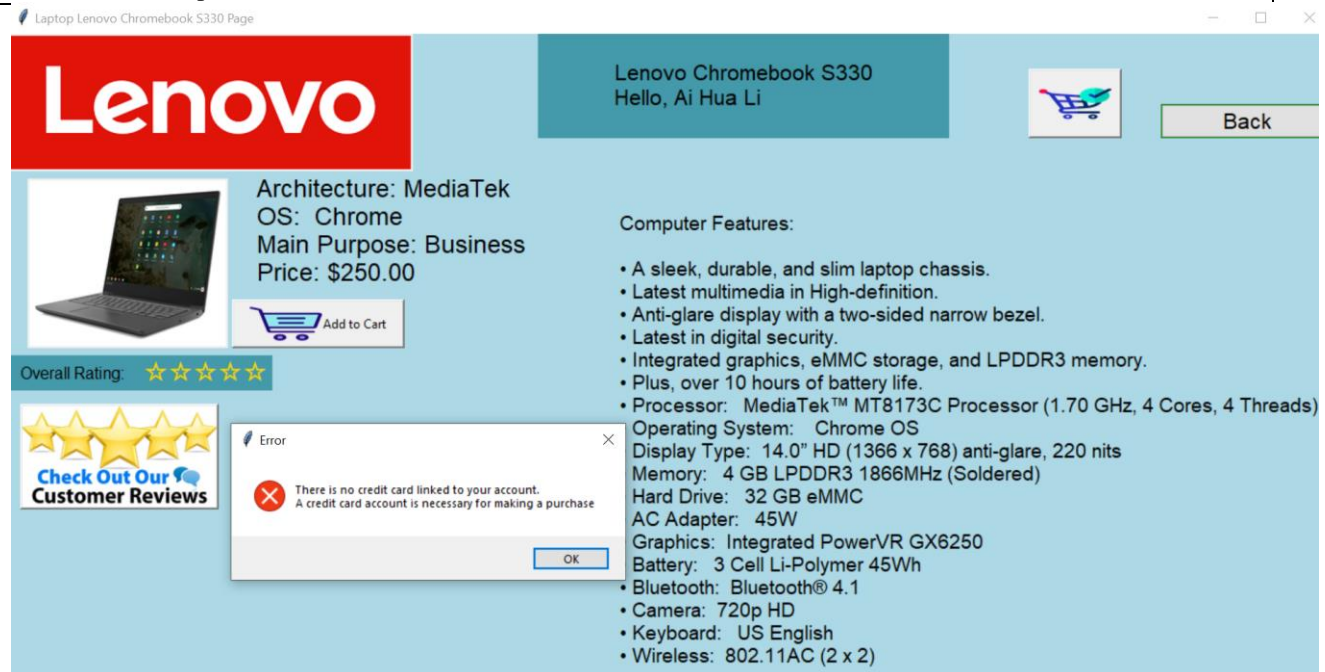 Laptop Lenovo Chromebook S330 Page
Lenovo
Lenovo Chromebook S330
Hello, Ai Hua Li
Back
Architecture: MediaTek
OS:  Chrome
Main Purpose: Business
Price: $250.00
Add to Cart
Overall Rating:
Check Out Our
Customer Reviews
Error
There is no credit card linked to your account.
A credit card account is necessary for making a purchase
OK
Computer Features:
• A sleek, durable, and slim laptop chassis.
• Latest multimedia in High-definition.
• Anti-glare display with a two-sided narrow bezel.
• Latest in digital security.
• Integrated graphics, eMMC storage, and LPDDR3 memory.
• Plus, over 10 hours of battery life.
• Processor:   MediaTek™ MT8173C Processor (1.70 GHz, 4 Cores, 4 Threads)
Operating System:   Chrome OS
Display Type:  14.0” HD (1366 x 768) anti-glare, 220 nits
Memory:   4 GB LPDDR3 1866MHz (Soldered)
Hard Drive:   32 GB eMMC
AC Adapter:   45W
Graphics:  Integrated PowerVR GX6250
Battery:   3 Cell Li-Polymer 45Wh
• Bluetooth:  Bluetooth® 4.1
• Camera:  720p HD
• Keyboard:   US English
• Wireless:  802.11AC (2 x 2)